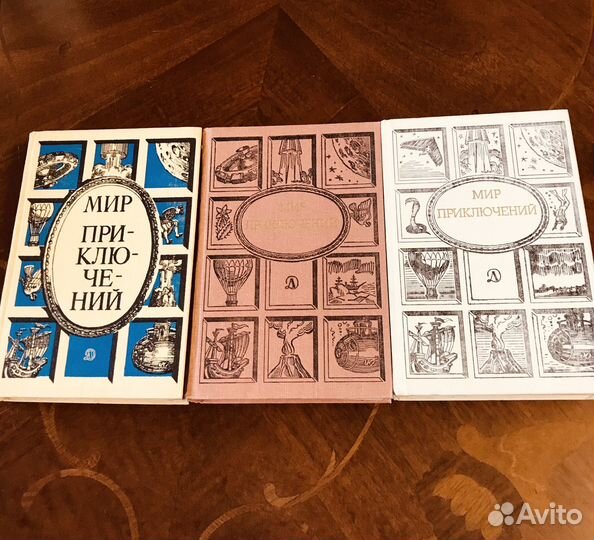 МИР
ПРИ-
КЛЮ-
ЧЕ-
НИЙ
Д
МИР
ПРИКЛЮЧЕНИЙ
Д
МИР
ПРИКЛЮЧЕНИЙ
Д
Avito